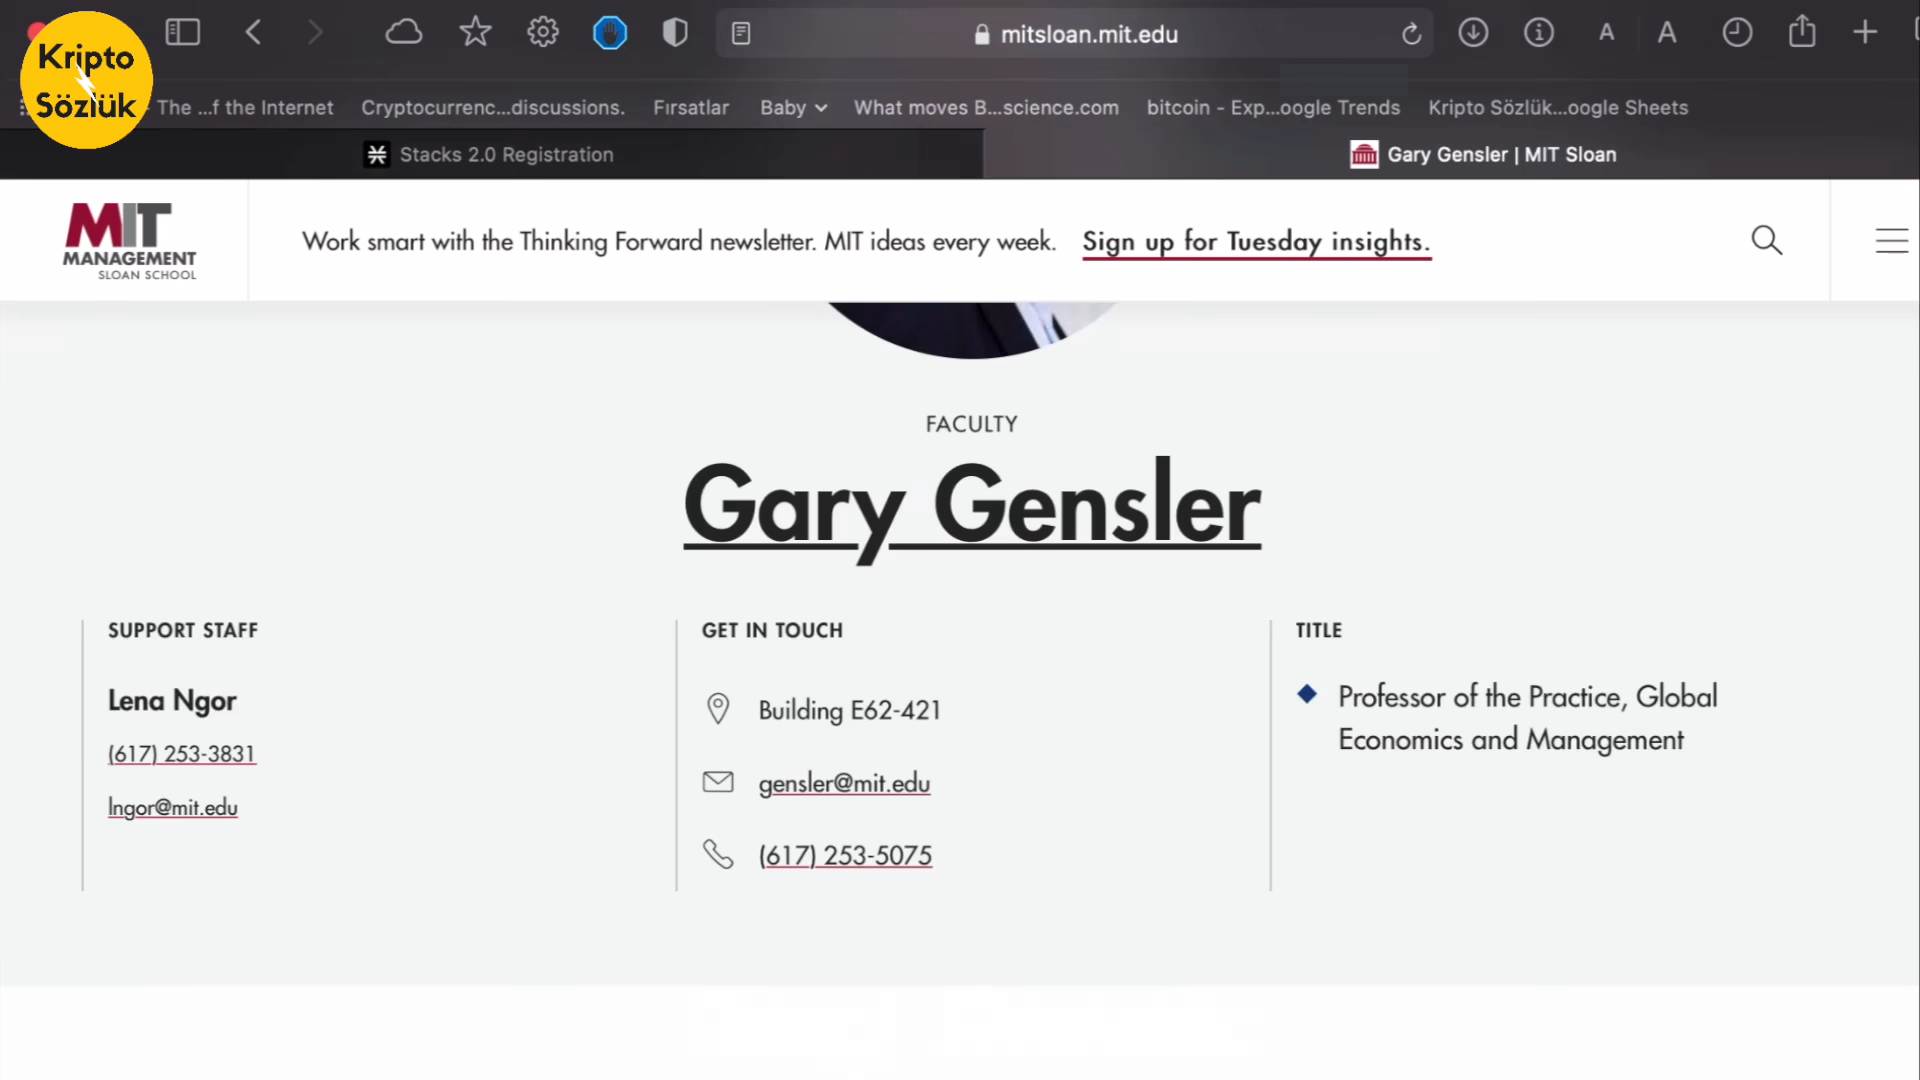 mitsloan.mit.edu
A
A
Kripto
Sözlük
The ...f the Internet
Cryptocurrenc...discussions.
Fırsatlar
Baby
What moves B...science.com
bitcoin - Exp...oogle Trends
Kripto Sözlük...oogle Sheets
Stacks 2.0 Registration
Gary Gensler | MIT Sloan
MIT
MANAGEMENT
SLOAN SCHOOL
Work smart with the Thinking Forward newsletter. MIT ideas every week. Sign up for Tuesday insights.
FACULTY
Gary Gensler
SUPPORT STAFF
Lena Ngor
(617) 253-3831
lngor@mit.edu
GET IN TOUCH
Building E62-421
gensler@mit.edu
(617) 253-5075
TITLE
Professor of the Practice, Global
Economics and Management